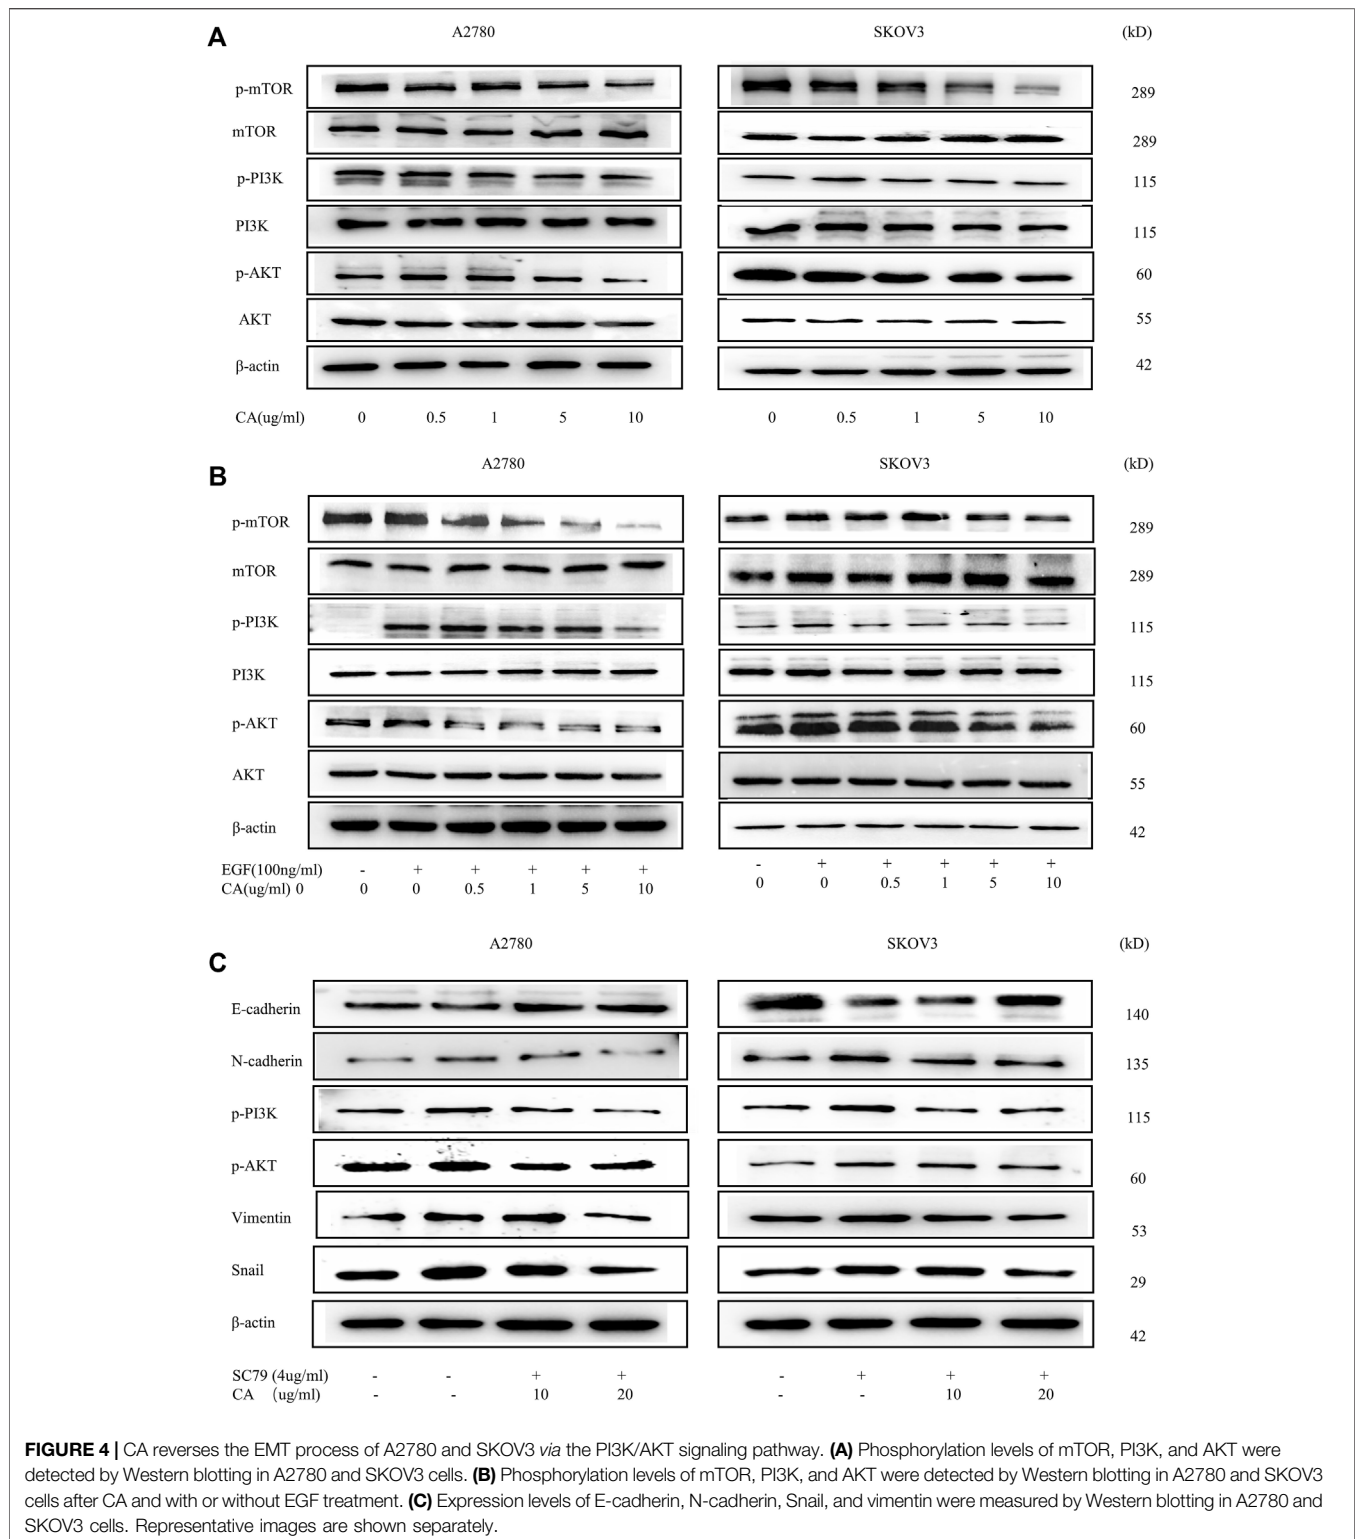 A
A2780 SKOV3 (kD)
p-mTOR 289
mTOR 289
p-PI3K 115
PI3K 115
p-AKT 60
AKT 55
β-actin 42
CA(ug/ml) 0 0.5 1 5 10 0 0.5 1 5 10
B
A2780 SKOV3 (kD)
p-mTOR 289
mTOR 289
p-PI3K 115
PI3K 115
p-AKT 60
AKT 55
β-actin 42
EGF(100ng/ml) - + + + + + - + + + + +
CA(ug/ml) 0 0 0 0.5 1 5 10 0 0 0.5 1 5 10
C
A2780 SKOV3 (kD)
E-cadherin 140
N-cadherin 135
p-PI3K 115
p-AKT 60
Vimentin 53
Snail 29
β-actin 42
SC79 (4ug/ml) - - + + - + + +
CA (ug/ml) - - 10 20 - - 10 20
FIGURE 4 | CA reverses the EMT process of A2780 and SKOV3 via the PI3K/AKT signaling pathway. (A) Phosphorylation levels of mTOR, PI3K, and AKT were
detected by Western blotting in A2780 and SKOV3 cells. (B) Phosphorylation levels of mTOR, PI3K, and AKT were detected by Western blotting in A2780 and SKOV3
cells after CA and with or without EGF treatment. (C) Expression levels of E-cadherin, N-cadherin, Snail, and vimentin were measured by Western blotting in A2780 and
SKOV3 cells. Representative images are shown separately.